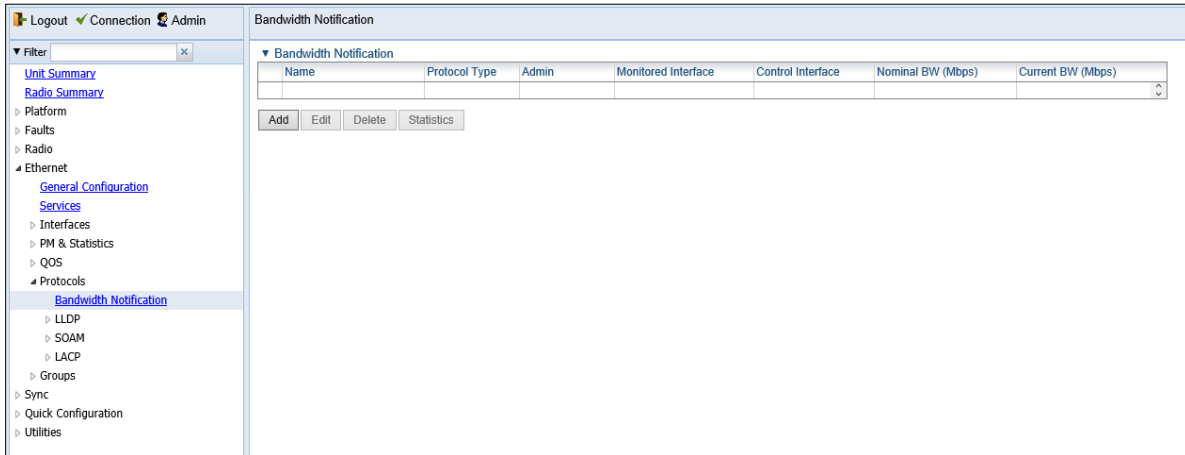 Logout Connection Admin
Bandwidth Notification
Filter
Unit Summary
Radio Summary
Platform
Faults
Radio
Ethernet
General Configuration
Services
Interfaces
PM & Statistics
QOS
Protocols
Bandwidth Notification
LLDP
SOAM
LACP
Groups
Sync
Quick Configuration
Utilities
Bandwidth Notification
Name Protocol Type Admin Monitored Interface Control Interface Nominal BW (Mbps) Current BW (Mbps)
Add Edit Delete Statistics